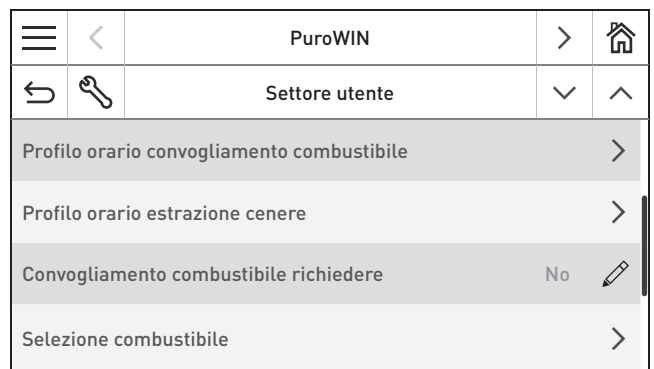 PuroWIN
Settore utente
Profilo orario convogliamento combustibile
Profilo orario estrazione cenere
Convogliamento combustibile richiedere No
Selezione combustibile